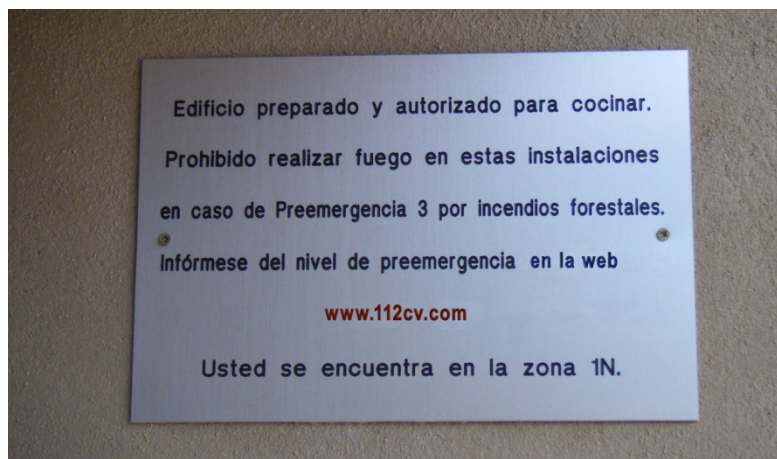 Edificio preparado y autorizado para cocinar.
Prohibido realizar fuego en estas instalaciones
en caso de Preemergencia 3 por incendios forestales.
Infórmese del nivel de preemergencia en la web
www.112cv.com
Usted se encuentra en la zona 1N.